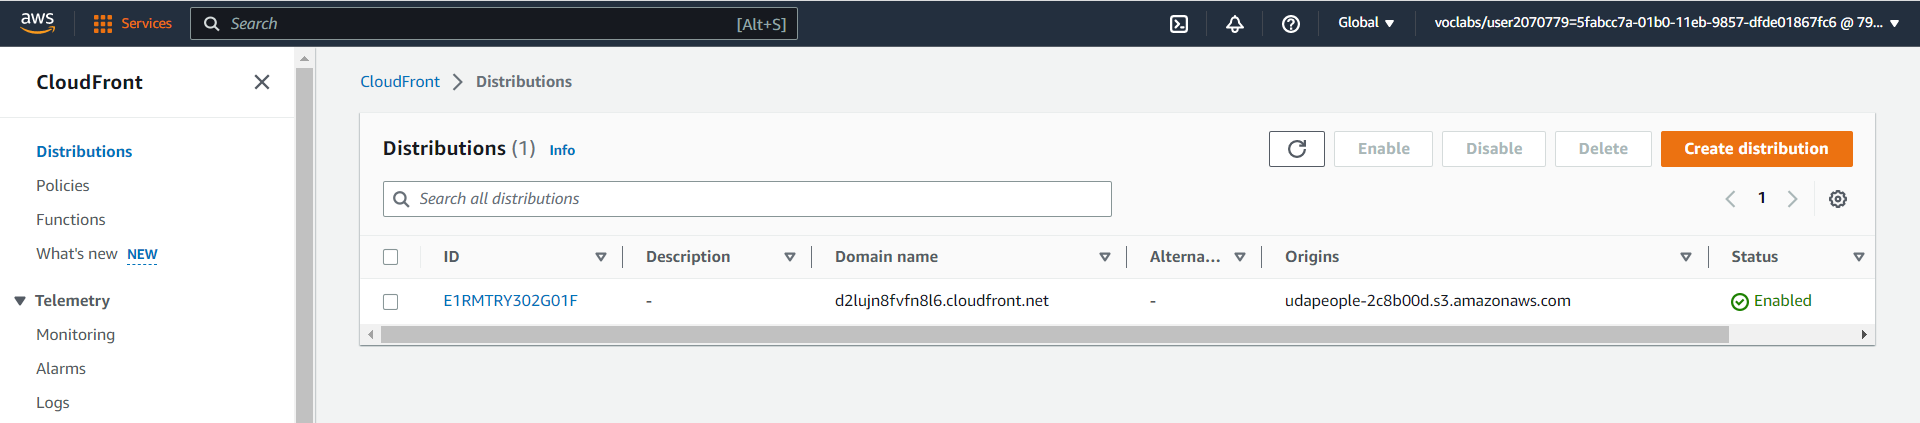 aws Services Search [Alt+S] Global voclabs/user2070779=5fabcc7a-01b0-11eb-9857-dfde01867fc6 @ 79...
CloudFront
Distributions
Policies
Functions
What's new NEW
Telemetry
Monitoring
Alarms
Logs
CloudFront Distributions
Distributions (1) Info Enable Disable Delete Create distribution
Search all distributions 1
ID Description Domain name Alterna... Origins Status
E1RMTRY302G01F - d2lujn8fvfn8l6.cloudfront.net - udapeople-2c8b00d.s3.amazonaws.com Enabled